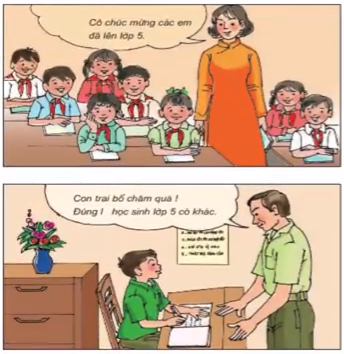 Cô chúc mừng các em
đã lên lớp 5.
Con trai bố chăm quá !
Đúng l học sinh lớp 5 có khác.